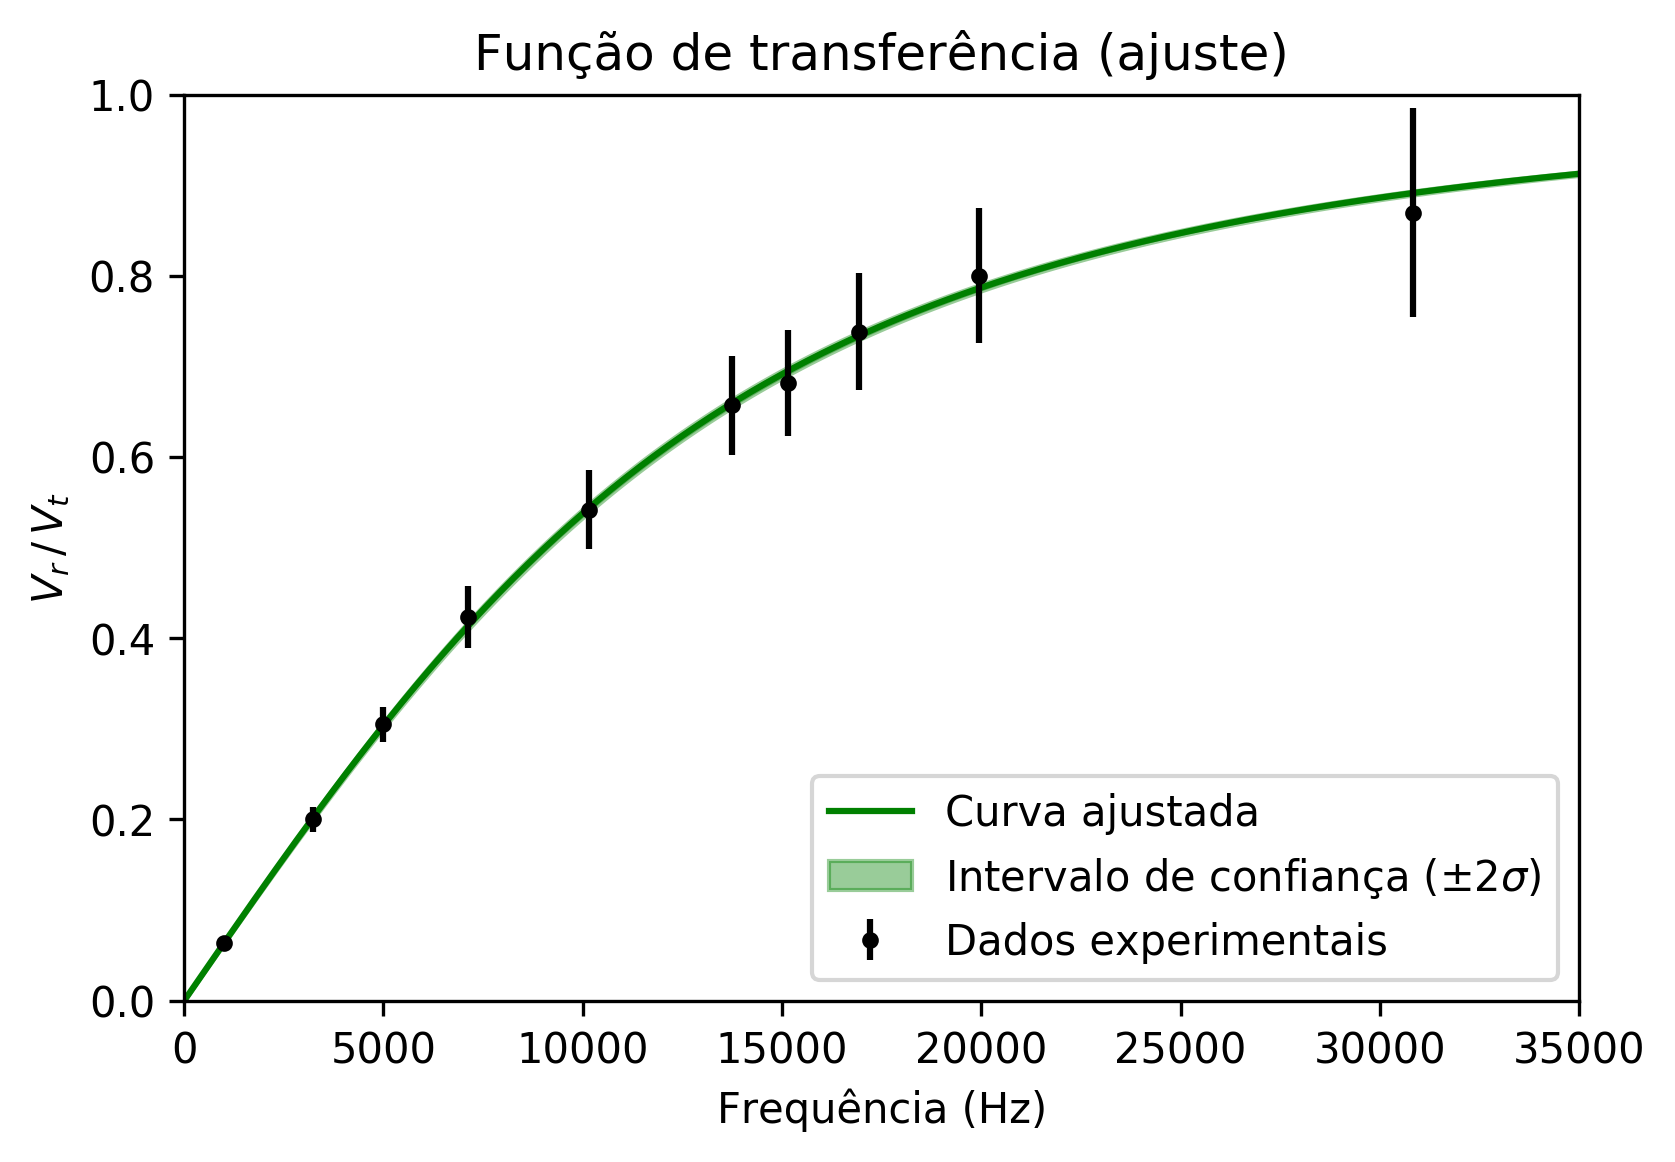 Função de transferência (ajuste)
1.0
0.8
0.6
0.4
0.2
0.0
V_r / V_t
Curva ajustada
Intervalo de confiança (±2σ)
Dados experimentais
0 5000 10000 15000 20000 25000 30000 35000
Frequência (Hz)